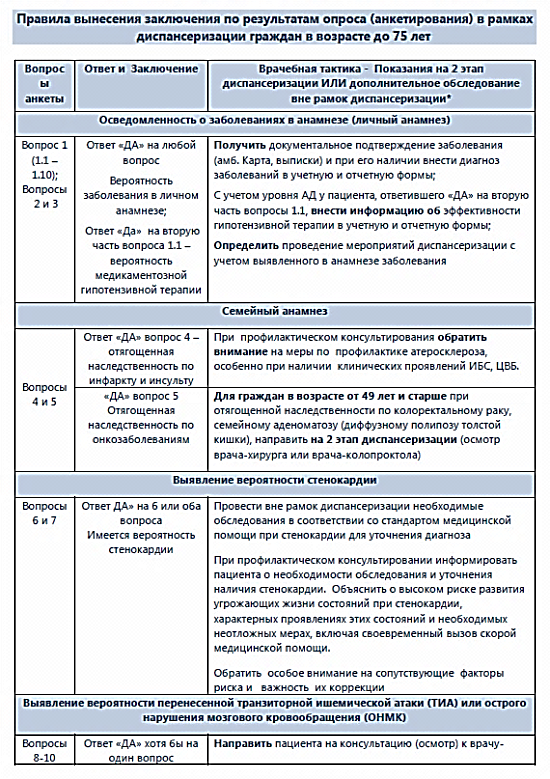 Правила вынесения заключения по результатам опроса (анкетирования) в рамках
диспансеризации граждан в возрасте до 75 лет
Вопрос
ы
анкеты
Ответ и Заключение
Врачебная тактика - Показания на 2 этап
диспансеризации ИЛИ дополнительное обследование
вне рамок диспансеризации*
Осведомленность о заболеваниях в анамнезе (личный анамнез)
Вопрос 1
(1.1 –
1.10);
Вопросы
2 и 3
Ответ «ДА» на любой
вопрос
Вероятность
заболевания в личном
анамнезе;
Ответ «Да» на вторую
часть вопроса 1.1 –
вероятность
медикаментозной
гипотензивной терапии
Получить документальное подтверждение заболевания
(амб. Карта, выписки) и при его наличии внести диагноз
заболеваний в учетную и отчетную формы;
С учетом уровня АД у пациента, ответившего «ДА» на вторую
часть вопросы 1.1, внести информацию об эффективности
гипотензивной терапии в учетную и отчетную формы;
Определить проведение мероприятий диспансеризации с
учетом выявленного в анамнезе заболевания
Семейный анамнез
Вопросы
4 и 5
Ответ «ДА» вопрос 4 –
отягощенная
наследственность по
инфаркту и инсульту
При профилактическом консультирования обратить
внимание на меры по профилактике атеросклероза,
особенно при наличии клинических проявлений ИБС, ЦВБ.
«ДА» вопрос 5
Отягощенная
наследственность по
онкозаболеваниям
Для граждан в возрасте от 49 лет и старше при
отягощенной наследственности по колоректальному раку,
семейному аденоматозу (диффузному полипозу толстой
кишки), направить на 2 этап диспансеризации (осмотр
врача-хирурга или врача-колопроктола)
Выявление вероятности стенокардии
Вопросы
6 и 7
Ответ ДА» на 6 или оба
вопроса
Имеется вероятность
стенокардии
Провести вне рамок диспансеризации необходимые
обследования в соответствии со стандартом медицинской
помощи при стенокардии для уточнения диагноза
При профилактическом консультировании информировать
пациента о необходимости обследования и уточнения
наличия стенокардии. Объяснить о высоком риске развития
угрожающих жизни состояний при стенокардии,
характерных проявлениях этих состояний и необходимых
неотложных мерах, включая своевременный вызов скорой
медицинской помощи.
Обратить особое внимание на сопутствующие факторы
риска и важность их коррекции
Выявление вероятности перенесенной транзиторной ишемической атаки (ТИА) или острого
нарушения мозгового кровообращения (ОНМК)
Вопросы
8-10
Ответ «ДА» хотя бы на
один вопрос
Направить пациента на консультацию (осмотр) к врачу-